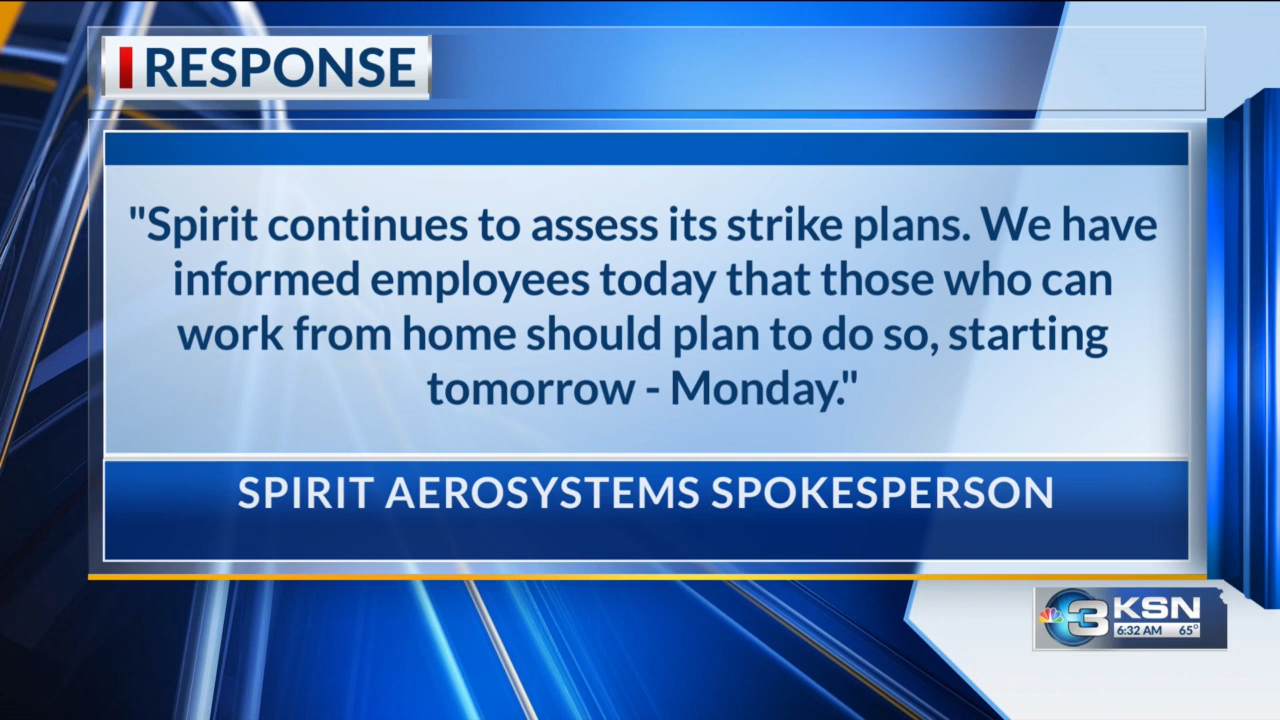 RESPONSE
"Spirit continues to assess its strike plans. We have
informed employees today that those who can
work from home should plan to do so, starting
tomorrow - Monday."
SPIRIT AEROSYSTEMS SPOKESPERSON
3 KSN
6:32 AM 65°